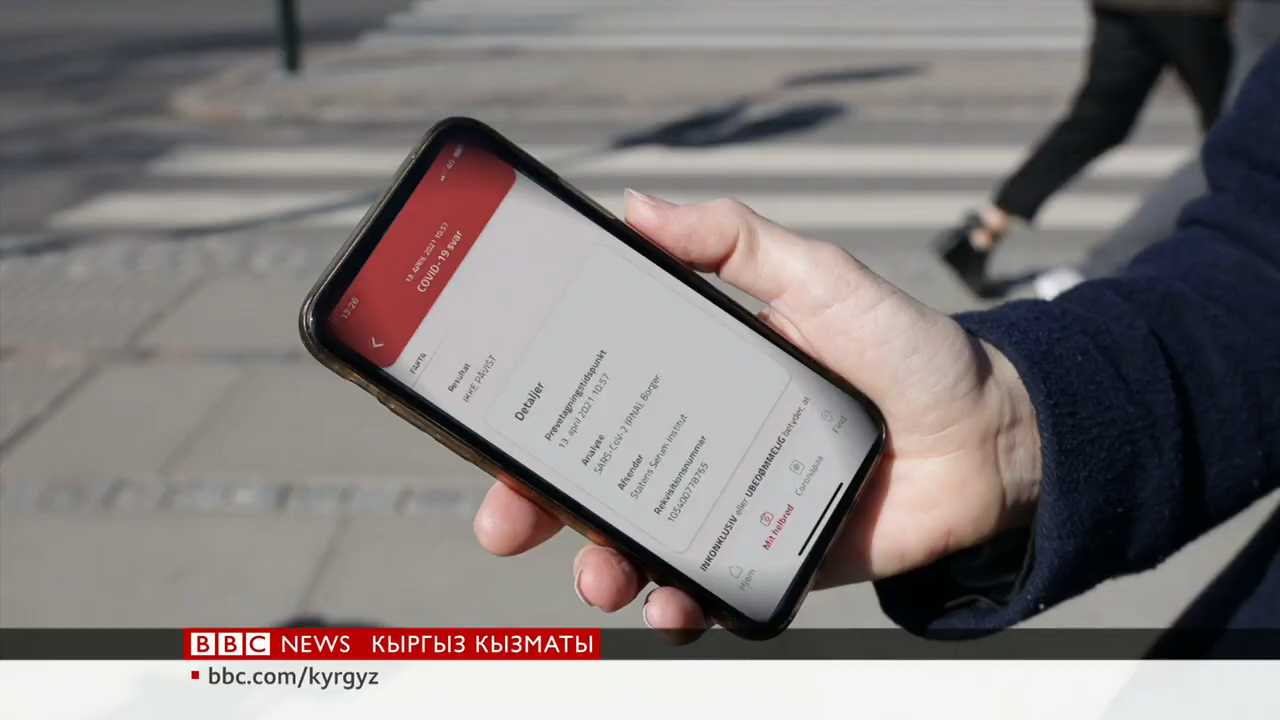 13:26
4G
13. APRIL 2021 10:57
COVID-19 svar
FAKTA
Resultat
IKKE PÅVIST
Detaljer
Prøvetagningstidspunkt
13. april 2021 10:57
Analyse
SARS-CoV-2 (RNA), Borger.
Afsender
Statens Serum Institut
Rekvisitionsnummer
105400778765
INKONKLUSIV eller UBEDØMMELIG betyder, at
Hjem
Mit helbred
Coronapas
Find
BBC NEWS КЫРГЫЗ КЫЗМАТЫ
bbc.com/kyrgyz